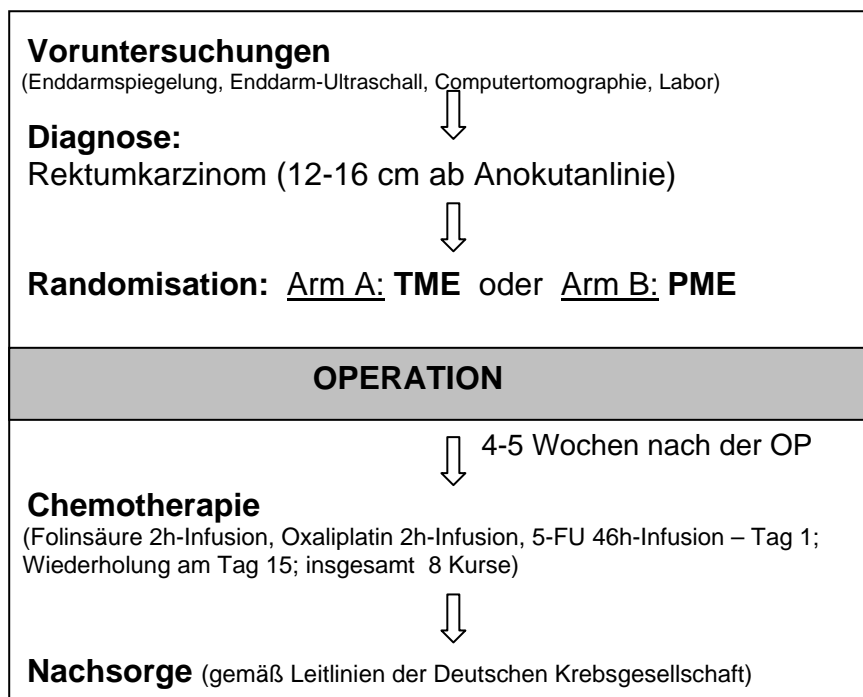 Voruntersuchungen
(Enddarmspiegelung, Enddarm-Ultraschall, Computertomographie, Labor)
Diagnose:
Rektumkarzinom (12-16 cm ab Anokutanlinie)
Randomisation: Arm A: TME oder Arm B: PME
OPERATION
4-5 Wochen nach der OP
Chemotherapie
(Folinsäure 2h-Infusion, Oxaliplatin 2h-Infusion, 5-FU 46h-Infusion – Tag 1;
Wiederholung am Tag 15; insgesamt 8 Kurse)
Nachsorge (gemäß Leitlinien der Deutschen Krebsgesellschaft)